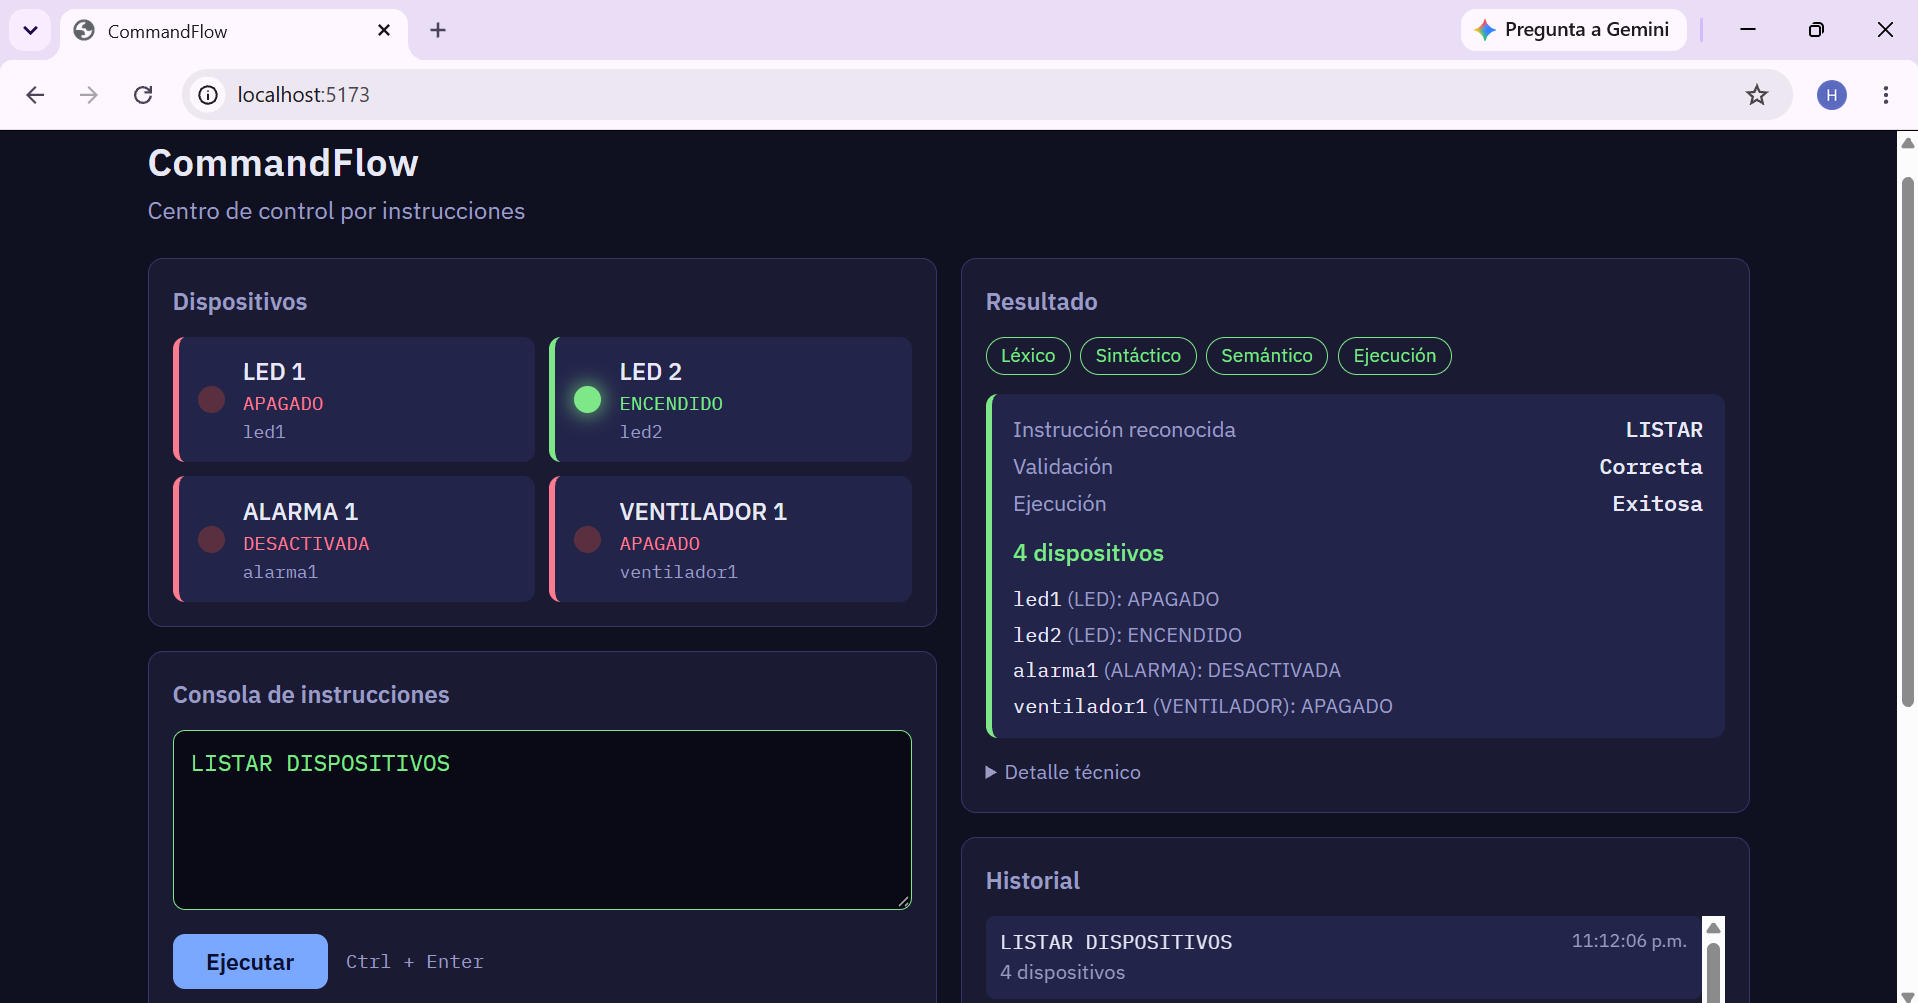 CommandFlow
Pregunta a Gemini
localhost:5173
H
CommandFlow
Centro de control por instrucciones
Dispositivos
LED 1
APAGADO
led1
LED 2
ENCENDIDO
led2
ALARMA 1
DESACTIVADA
alarma1
VENTILADOR 1
APAGADO
ventilador1
Consola de instrucciones
LISTAR DISPOSITIVOS
Ejecutar
Ctrl + Enter
Resultado
Léxico Sintáctico Semántico Ejecución
Instrucción reconocida LISTAR
Validación Correcta
Ejecución Exitosa
4 dispositivos
led1 (LED): APAGADO
led2 (LED): ENCENDIDO
alarma1 (ALARMA): DESACTIVADA
ventilador1 (VENTILADOR): APAGADO
Detalle técnico
Historial
LISTAR DISPOSITIVOS 11:12:06 p.m.
4 dispositivos